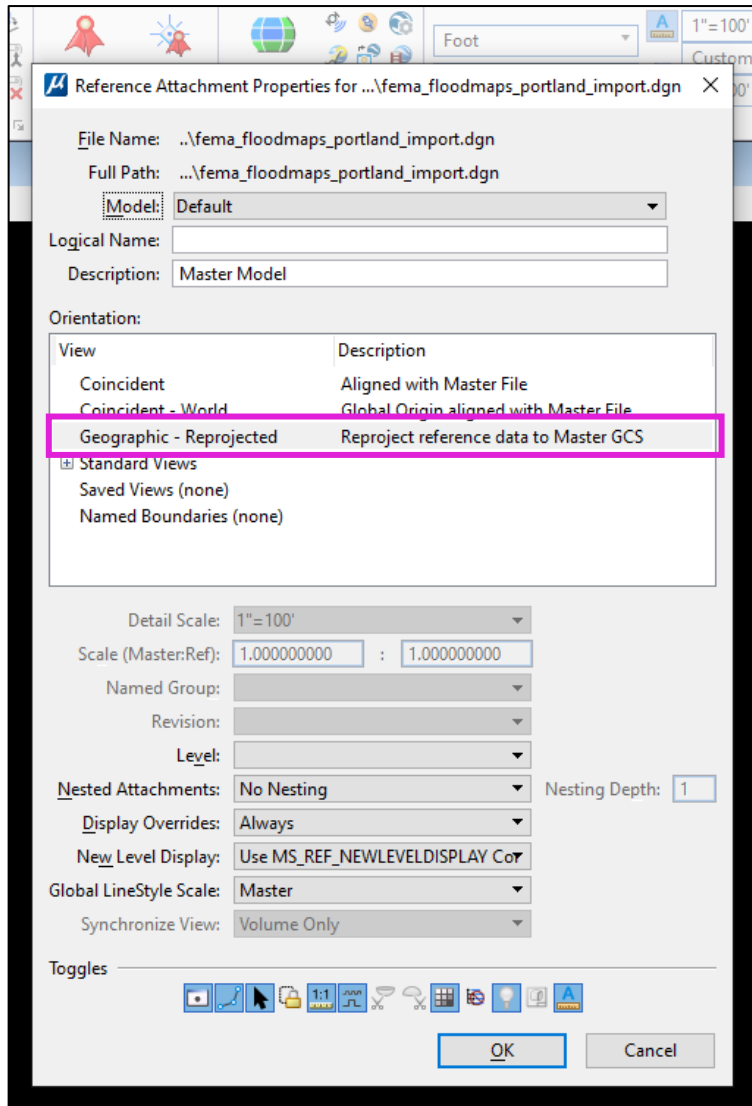 Foot
1"=100'
Custom
00'
Reference Attachment Properties for ...\fema_floodmaps_portland_import.dgn
File Name: ..\fema_floodmaps_portland_import.dgn
Full Path: ...\fema_floodmaps_portland_import.dgn
Model: Default
Logical Name:
Description: Master Model
Orientation:
View Description
Coincident Aligned with Master File
Coincident - World Global Origin aligned with Master File
Geographic - Reprojected Reproject reference data to Master GCS
Standard Views
Saved Views (none)
Named Boundaries (none)
Detail Scale: 1"=100'
Scale (Master:Ref): 1.000000000 : 1.000000000
Named Group:
Revision:
Level:
Nested Attachments: No Nesting Nesting Depth: 1
Display Overrides: Always
New Level Display: Use MS_REF_NEWLEVELDISPLAY Cor
Global LineStyle Scale: Master
Synchronize View: Volume Only
Toggles
1:1 A
OK Cancel